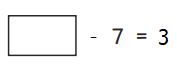 - 7 = 3